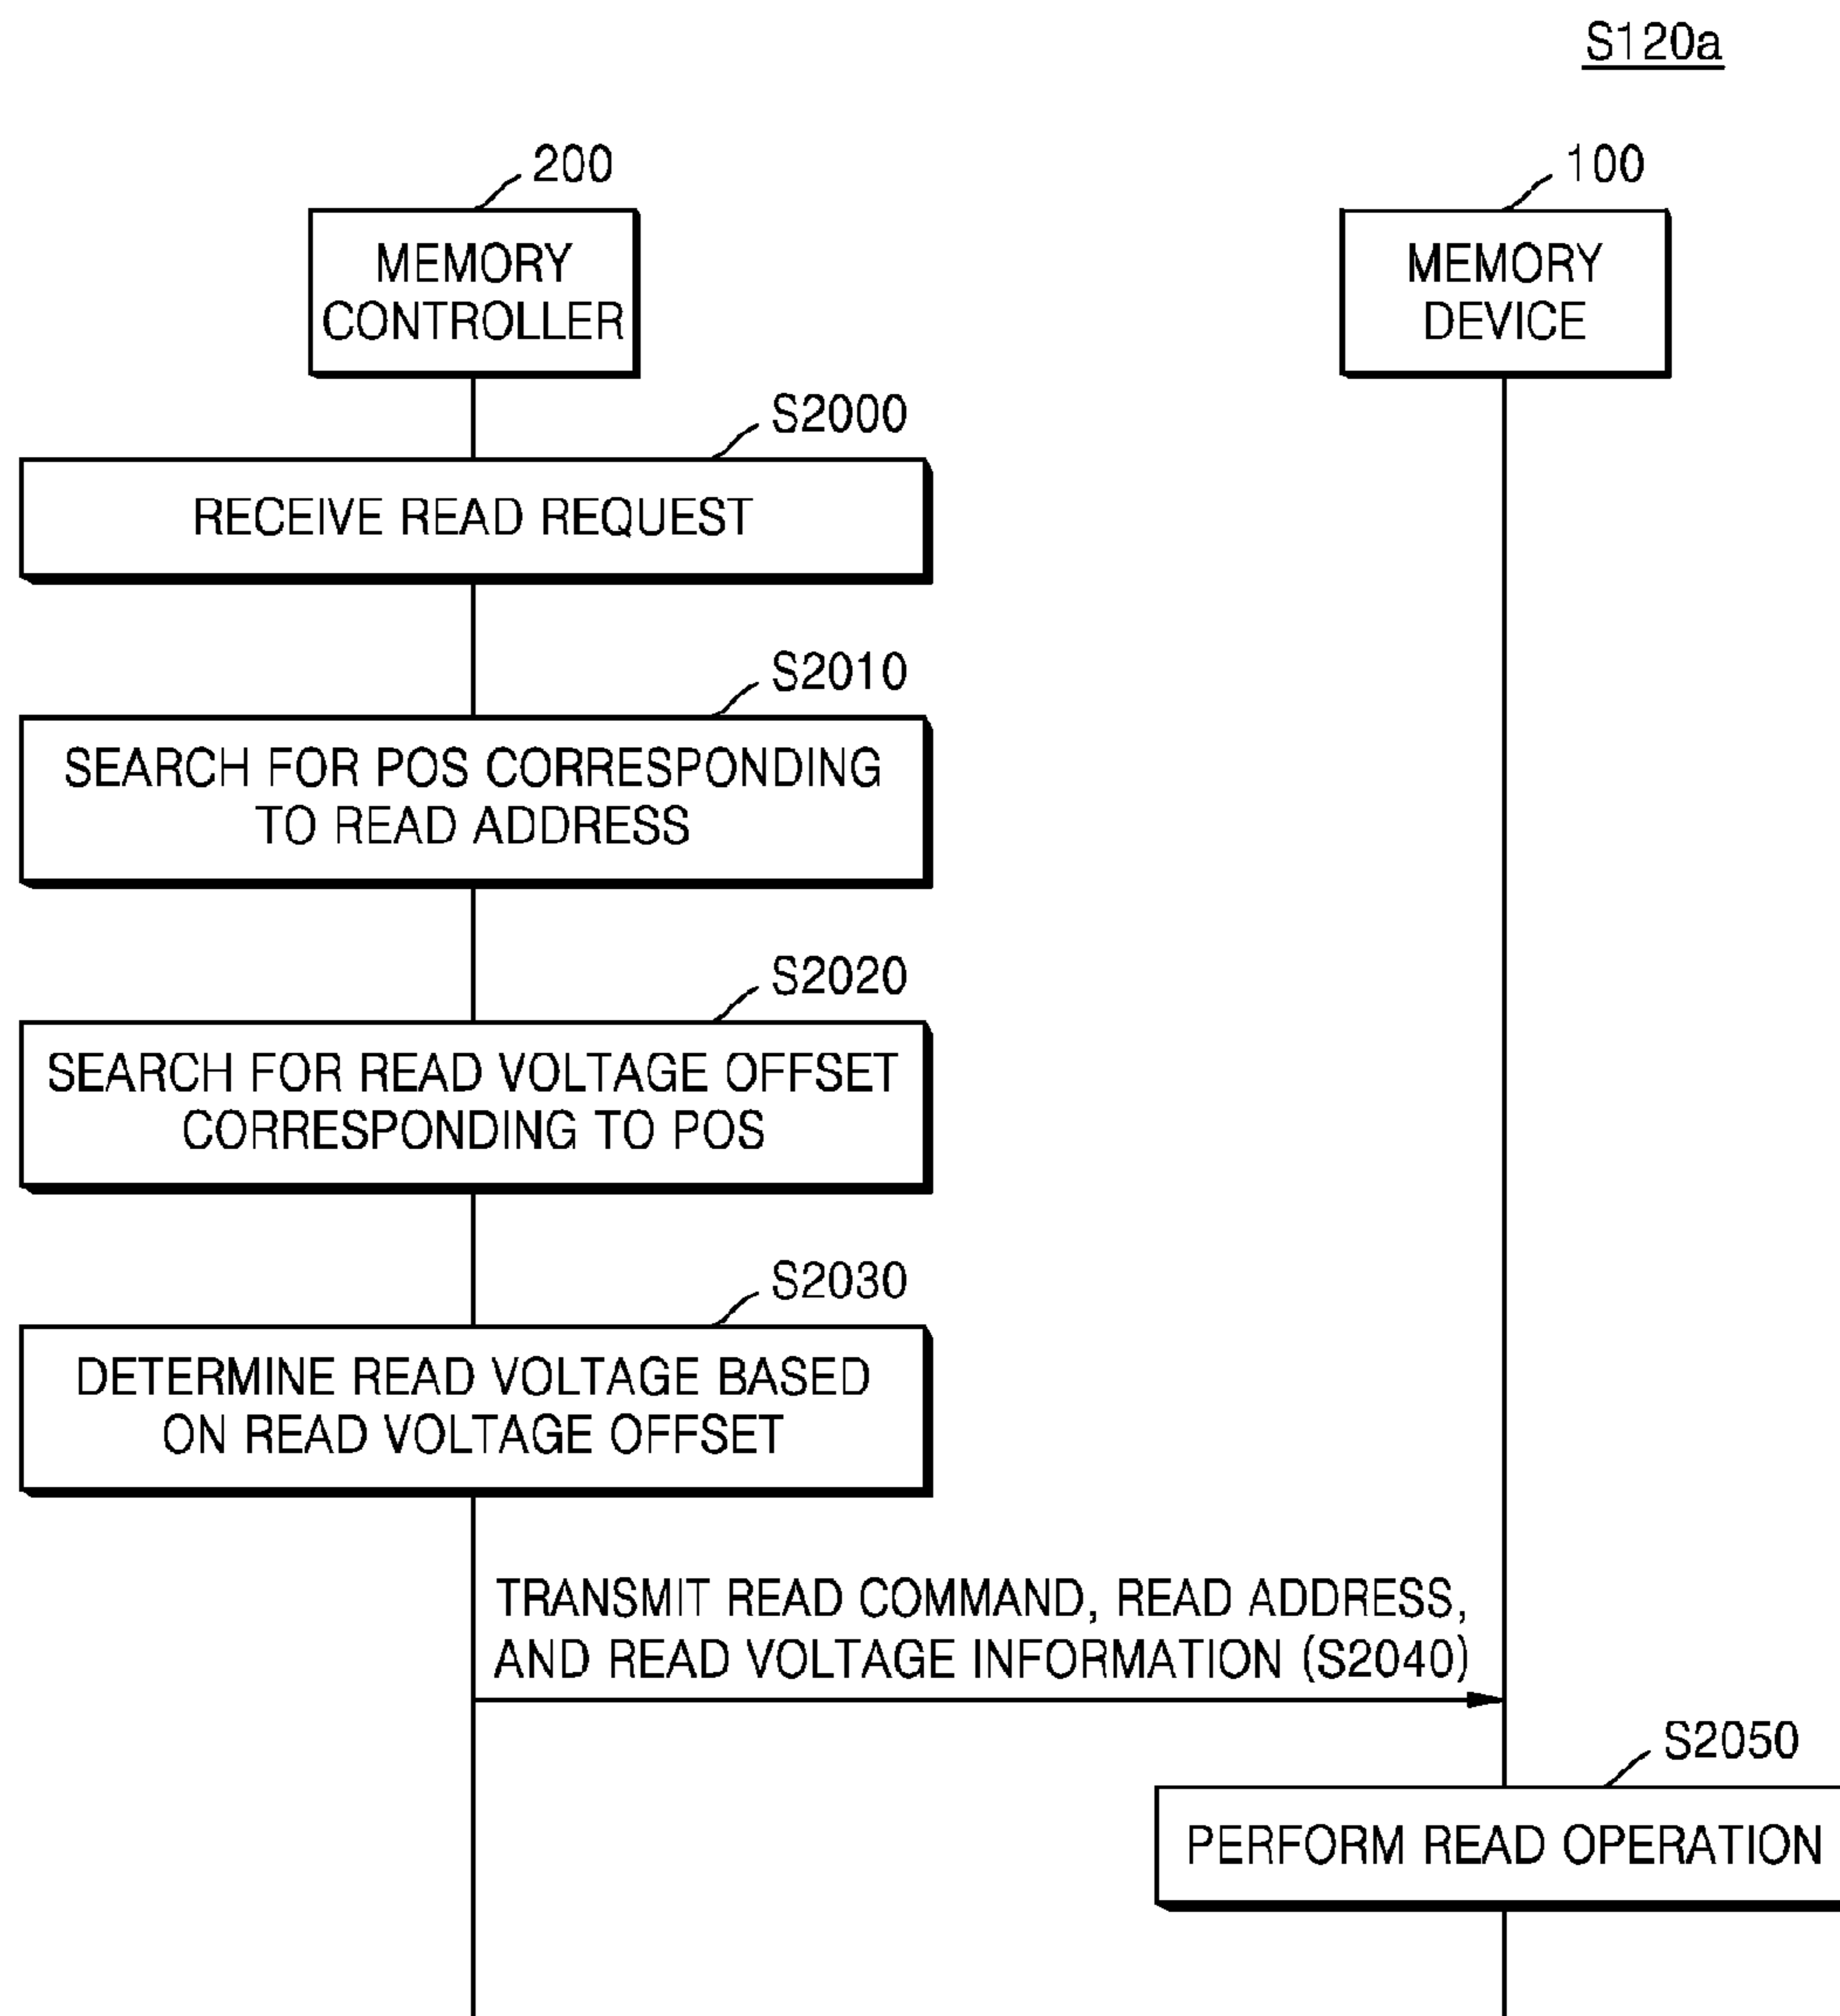 S120a
200
100
MEMORY
CONTROLLER
MEMORY
DEVICE
S2000
RECEIVE READ REQUEST
S2010
SEARCH FOR POS CORRESPONDING
TO READ ADDRESS
S2020
SEARCH FOR READ VOLTAGE OFFSET
CORRESPONDING TO POS
S2030
DETERMINE READ VOLTAGE BASED
ON READ VOLTAGE OFFSET
TRANSMIT READ COMMAND, READ ADDRESS,
AND READ VOLTAGE INFORMATION (S2040)
S2050
PERFORM READ OPERATION